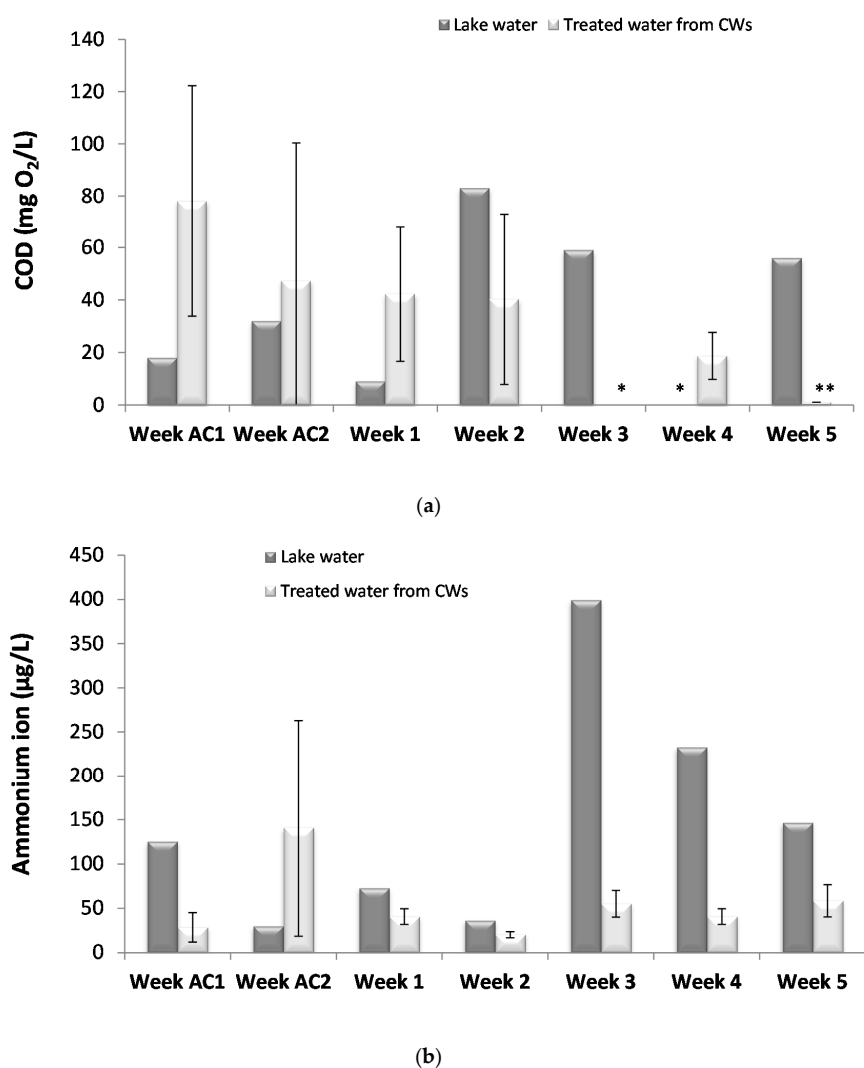 Lake water Treated water from CWs
140
120
100
80
60
40
20
0
COD (mg O₂/L)
* * **
Week AC1 Week AC2 Week 1 Week 2 Week 3 Week 4 Week 5
(a)
450
400
350
300
250
200
150
100
50
0
Ammonium ion (µg/L)
Lake water
Treated water from CWs
Week AC1 Week AC2 Week 1 Week 2 Week 3 Week 4 Week 5
(b)